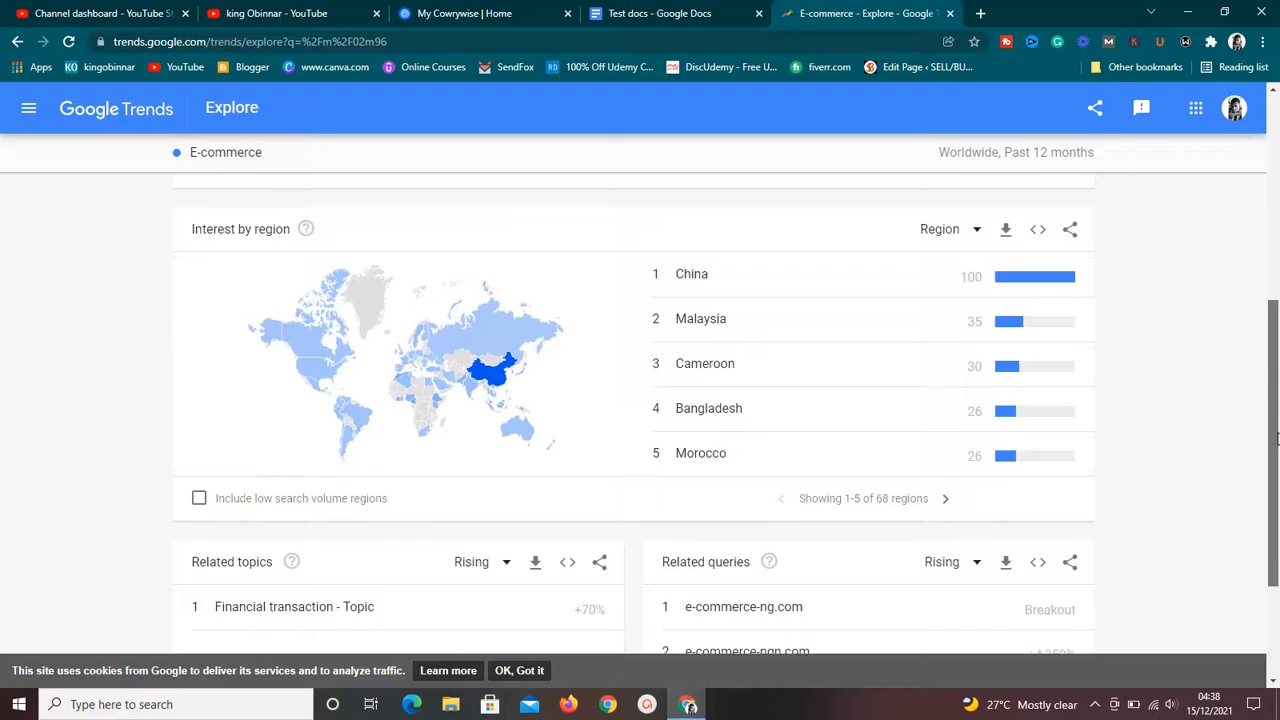 Channel dashboard - YouTube St
king Obinnar - YouTube
My Cowrywise | Home
Test docs - Google Docs
E-commerce - Explore - Google T
trends.google.com/trends/explore?q=%2Fm%2F02m96
Apps
kingobinnar
YouTube
Blogger
www.canva.com
Online Courses
SendFox
100% Off Udemy C...
DiscUdemy - Free U...
fiverr.com
Edit Page ‹ SELL/BU...
Other bookmarks
Reading list
Google Trends
Explore
E-commerce
Worldwide, Past 12 months
Interest by region
Region
1 China 100
2 Malaysia 35
3 Cameroon 30
4 Bangladesh 26
5 Morocco 26
Include low search volume regions
Showing 1-5 of 68 regions
Related topics
Rising
Related queries
Rising
1 Financial transaction - Topic +70%
1 e-commerce-ng.com Breakout
2 e-commerce-ngn.com
This site uses cookies from Google to deliver its services and to analyze traffic.
Learn more
OK, Got it
Type here to search
27°C Mostly clear
04:38
15/12/2021